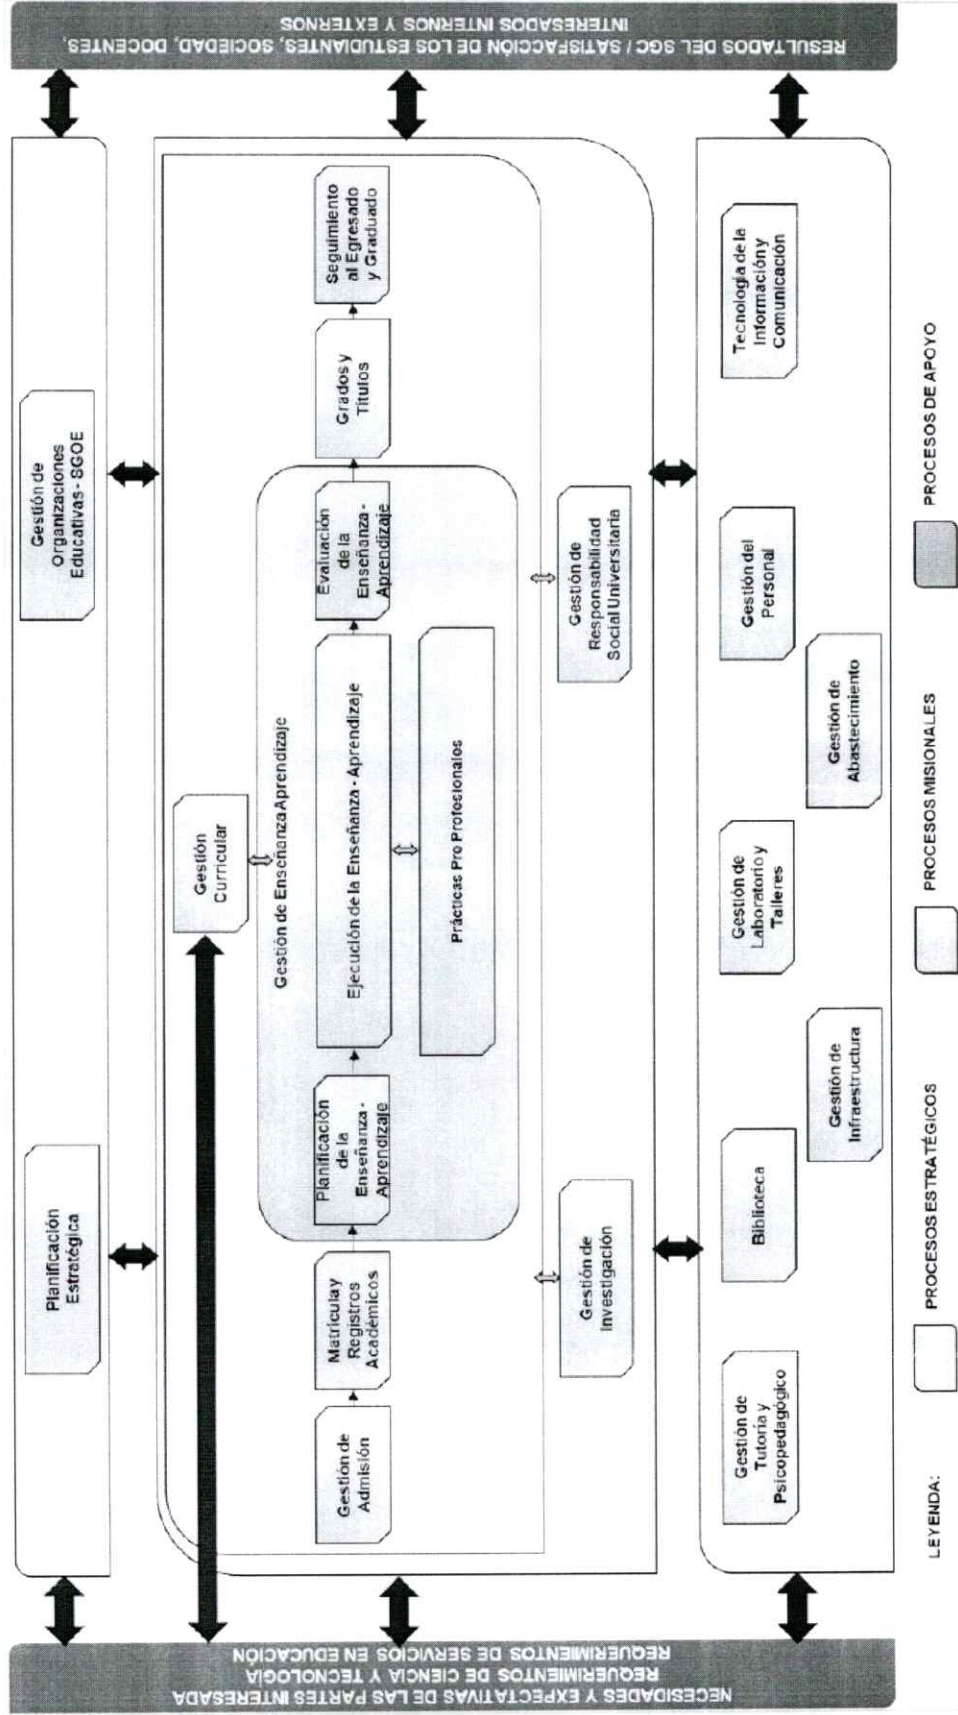 NECESIDADES Y EXPECTATIVAS DE LAS PARTES INTERESADA
REQUERIMIENTOS DE CIENCIA Y TECNOLOGÍA
REQUERIMIENTOS DE SERVICIOS EN EDUCACIÓN
Planificación
Estratégica
Gestión de
Organizaciones
Educativas - SGOE
Gestión
Curricular
Gestión de Enseñanza Aprendizaje
Gestión de
Admisión
Matricula y
Registros
Académicos
Planificación
de la
Enseñanza -
Aprendizaje
Ejecución de la Enseñanza - Aprendizaje
Prácticas Pro Profesionales
Evaluación
de la
Enseñanza -
Aprendizaje
Grados y
Títulos
Seguimiento
al Egresado
y Graduado
Gestión de
Investigación
Gestión de
Responsabilidad
Social Universitaria
Gestión de
Tutoría y
Psicopedagógico
Biblioteca
Gestión de
Infraestructura
Gestión de
Laboratorio y
Talleres
Gestión de
Abastecimiento
Gestión del
Personal
Tecnología de la
Información y
Comunicación
RESULTADOS DEL SGC / SATISFACCIÓN DE LOS ESTUDIANTES, SOCIEDAD, DOCENTES,
INTERESADOS INTERNOS Y EXTERNOS
LEYENDA:
PROCESOS ESTRATÉGICOS
PROCESOS MISIONALES
PROCESOS DE APOYO